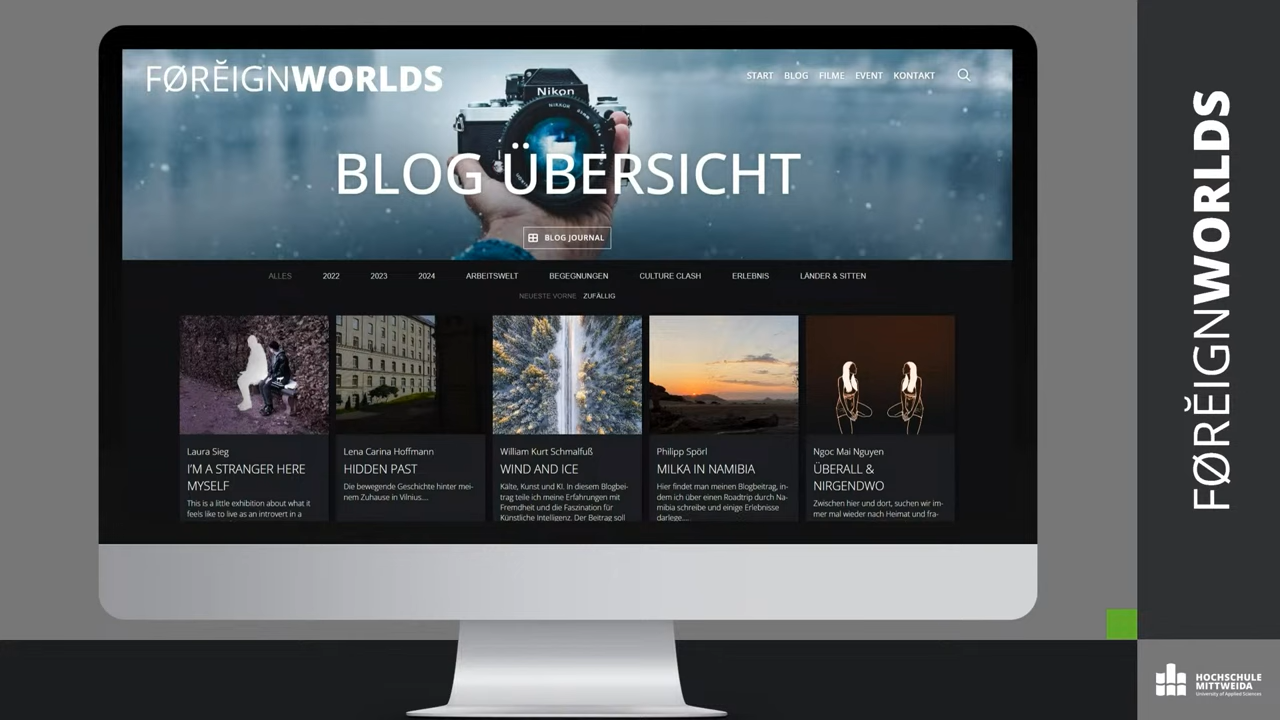 FØRĔIGNWORLDS
START BLOG FILME EVENT KONTAKT
Nikon
BLOG ÜBERSICHT
BLOG JOURNAL
ALLES 2022 2023 2024 ARBEITSWELT BEGEGNUNGEN CULTURE CLASH ERLEBNIS LÄNDER & SITTEN
NEUESTE VORNE ZUFÄLLIG
Laura Sieg
I'M A STRANGER HERE
MYSELF
This is a little exhibition about what it
feels like to live as an introvert in a
Lena Carina Hoffmann
HIDDEN PAST
Die bewegende Geschichte hinter mei-
nem Zuhause in Vilnius....
William Kurt Schmalfuß
WIND AND ICE
Kälte, Kunst und KI. In diesem Blogbei-
trag teile ich meine Erfahrungen mit
Fremdheit und die Faszination für
Künstliche Intelligenz. Der Beitrag soll
Philipp Spörl
MILKA IN NAMIBIA
Hier findet man meinen Blogbeitrag, in-
dem ich über einen Roadtrip durch Na-
mibia schreibe und einige Erlebnisse
darlege....
Ngoc Mai Nguyen
ÜBERALL &
NIRGENDWO
Zwischen hier und dort, suchen wir im-
mer mal wieder nach Heimat und fra-
FØRĔIGNWORLDS
HOCHSCHULE
MITTWEIDA
University of Applied Sciences